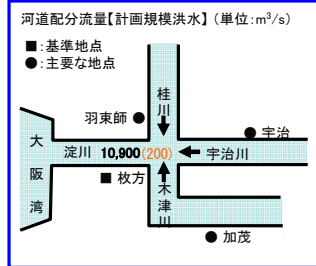 河道配分流量【計画規模洪水】(単位:m³/s)
■:基準地点
●:主要な地点
桂川
羽束師●
●宇治
大阪湾
淀川 10,900(200)
宇治川
■枚方
木津川
●加茂